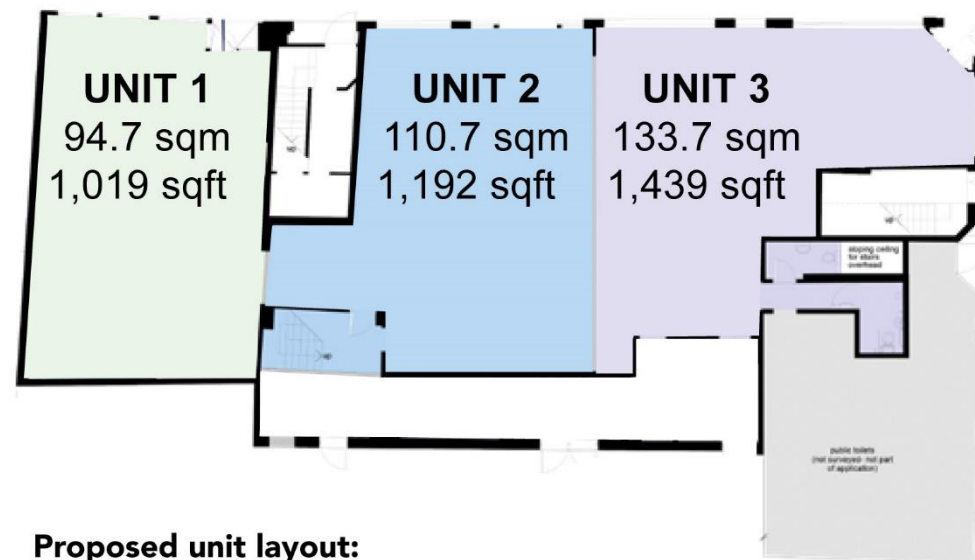 UNIT 1
94.7 sqm
1,019 sqft
UNIT 2
110.7 sqm
1,192 sqft
UNIT 3
133.7 sqm
1,439 sqft
sloping ceiling
for stairs
overhead
public toilets
(not surveyed- not part
of application)
Proposed unit layout: